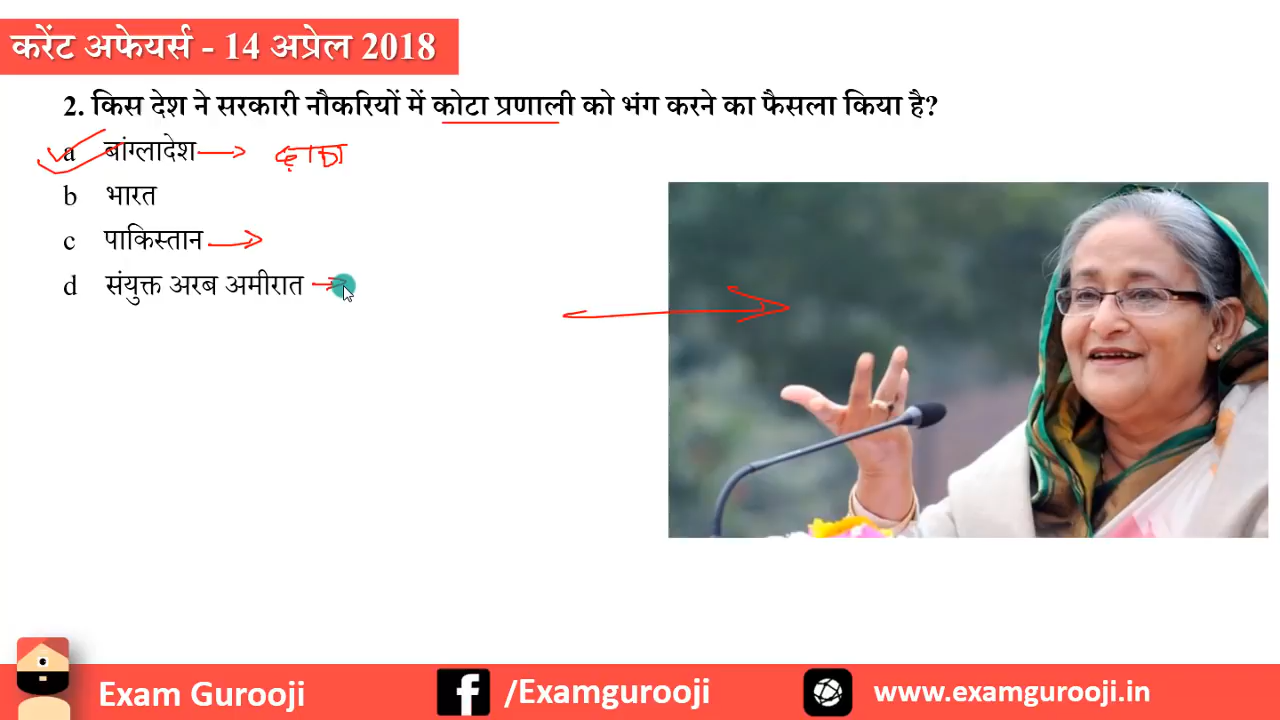 करेंट अफेयर्स - 14 अप्रेल 2018
2. किस देश ने सरकारी नौकरियों में कोटा प्रणाली को भंग करने का फैसला किया है?
a बांग्लादेश ढ़ाका
b भारत
c पाकिस्तान
d संयुक्त अरब अमीरात
Exam Gurooji /Examgurooji www.examgurooji.in